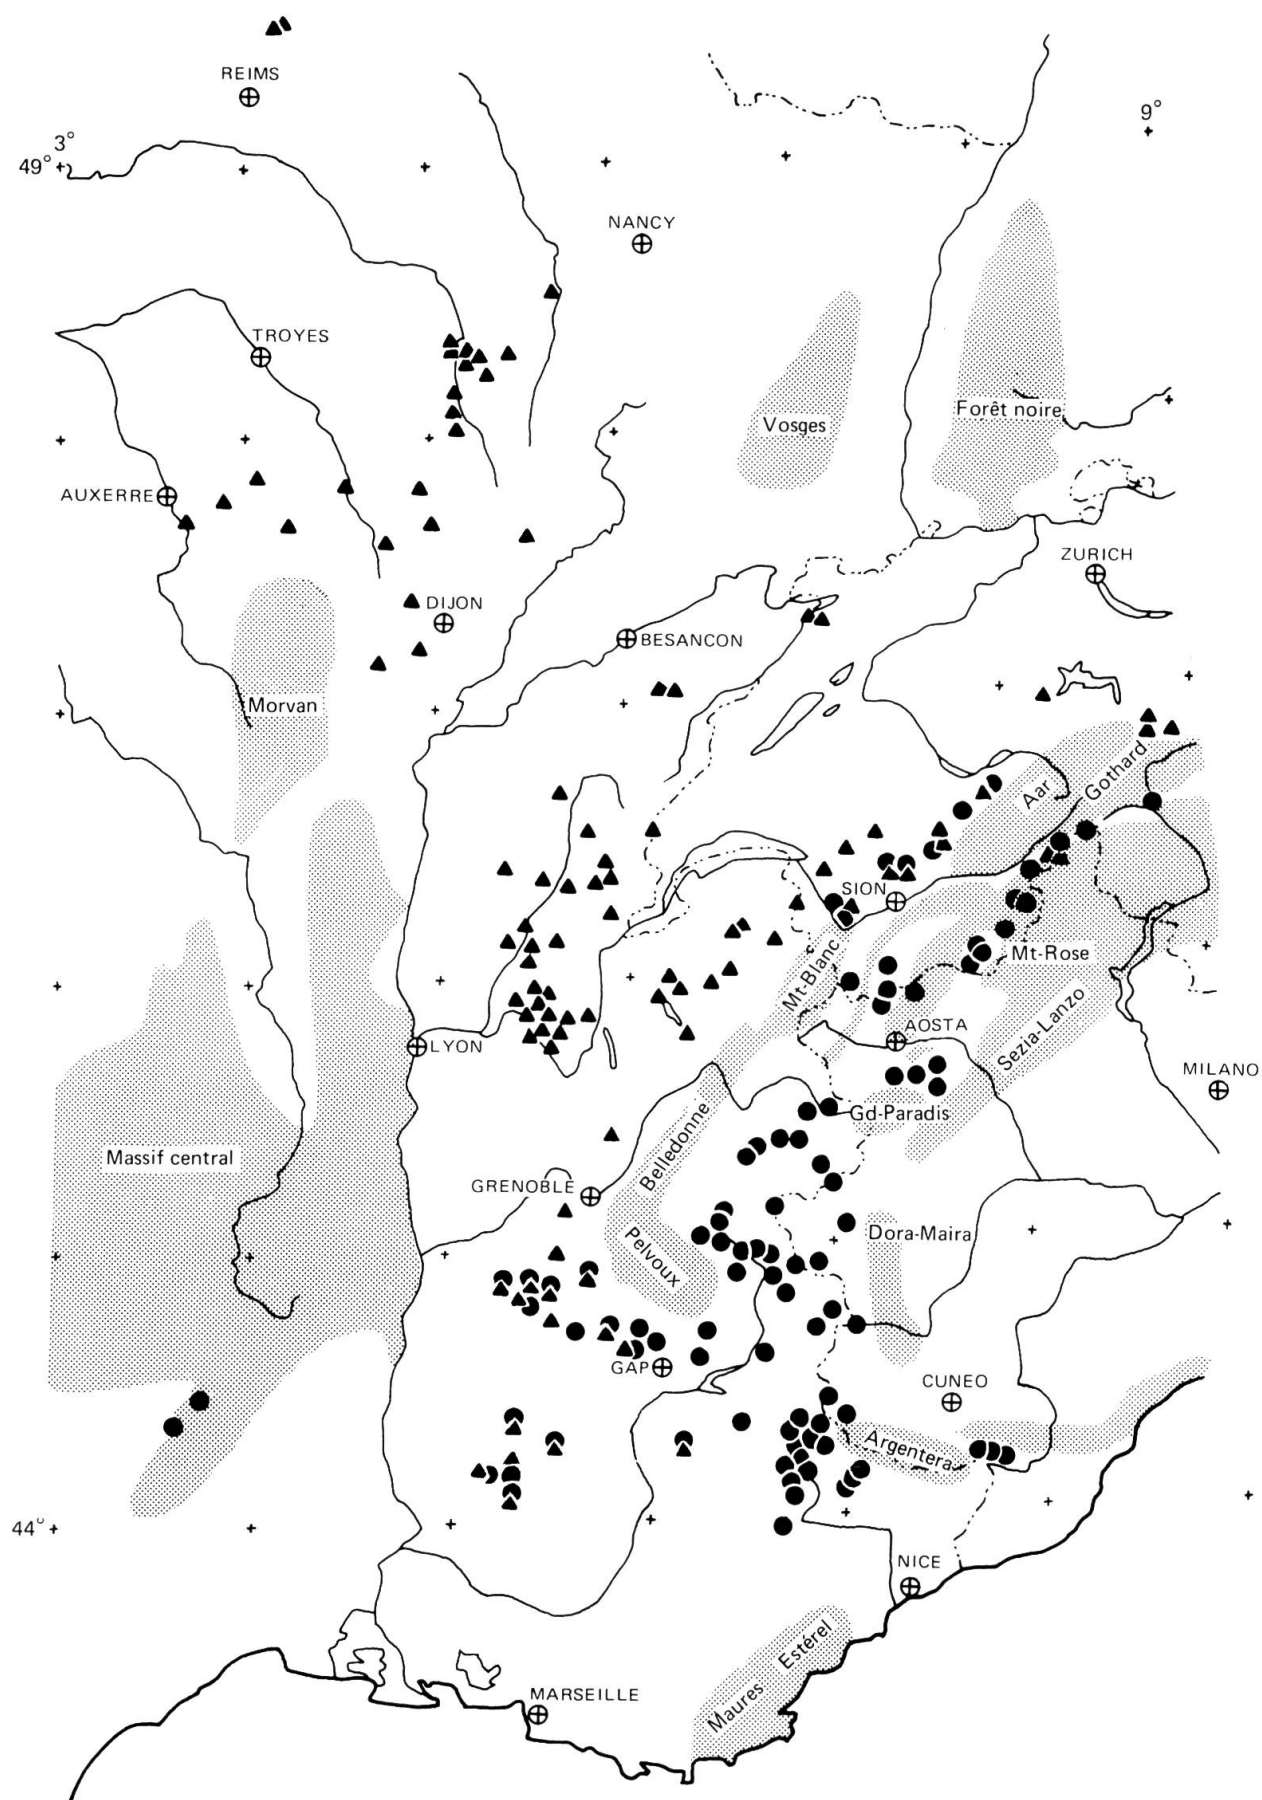 REIMS
3°
9°
49°
NANCY
TROYES
Vosges
Forêt noire
AUXERRE
ZURICH
DIJON
BESANCON
Morvan
Aar
Gothard
SION
Mt-Blanc
Mt-Rose
Sezia-Lanzo
AOSTA
LYON
MILANO
Gd-Paradis
Belledonne
Massif central
GRENOBLE
Pelvoux
Dora-Maira
GAP
CUNEO
Argentera
44°
NICE
Maures Estérel
MARSEILLE